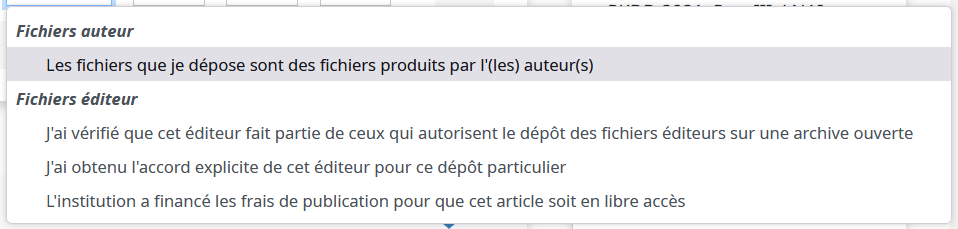 Fichiers auteur
Les fichiers que je dépose sont des fichiers produits par l'(les) auteur(s)
Fichiers éditeur
J'ai vérifié que cet éditeur fait partie de ceux qui autorisent le dépôt des fichiers éditeurs sur une archive ouverte
J'ai obtenu l'accord explicite de cet éditeur pour ce dépôt particulier
L'institution a financé les frais de publication pour que cet article soit en libre accès